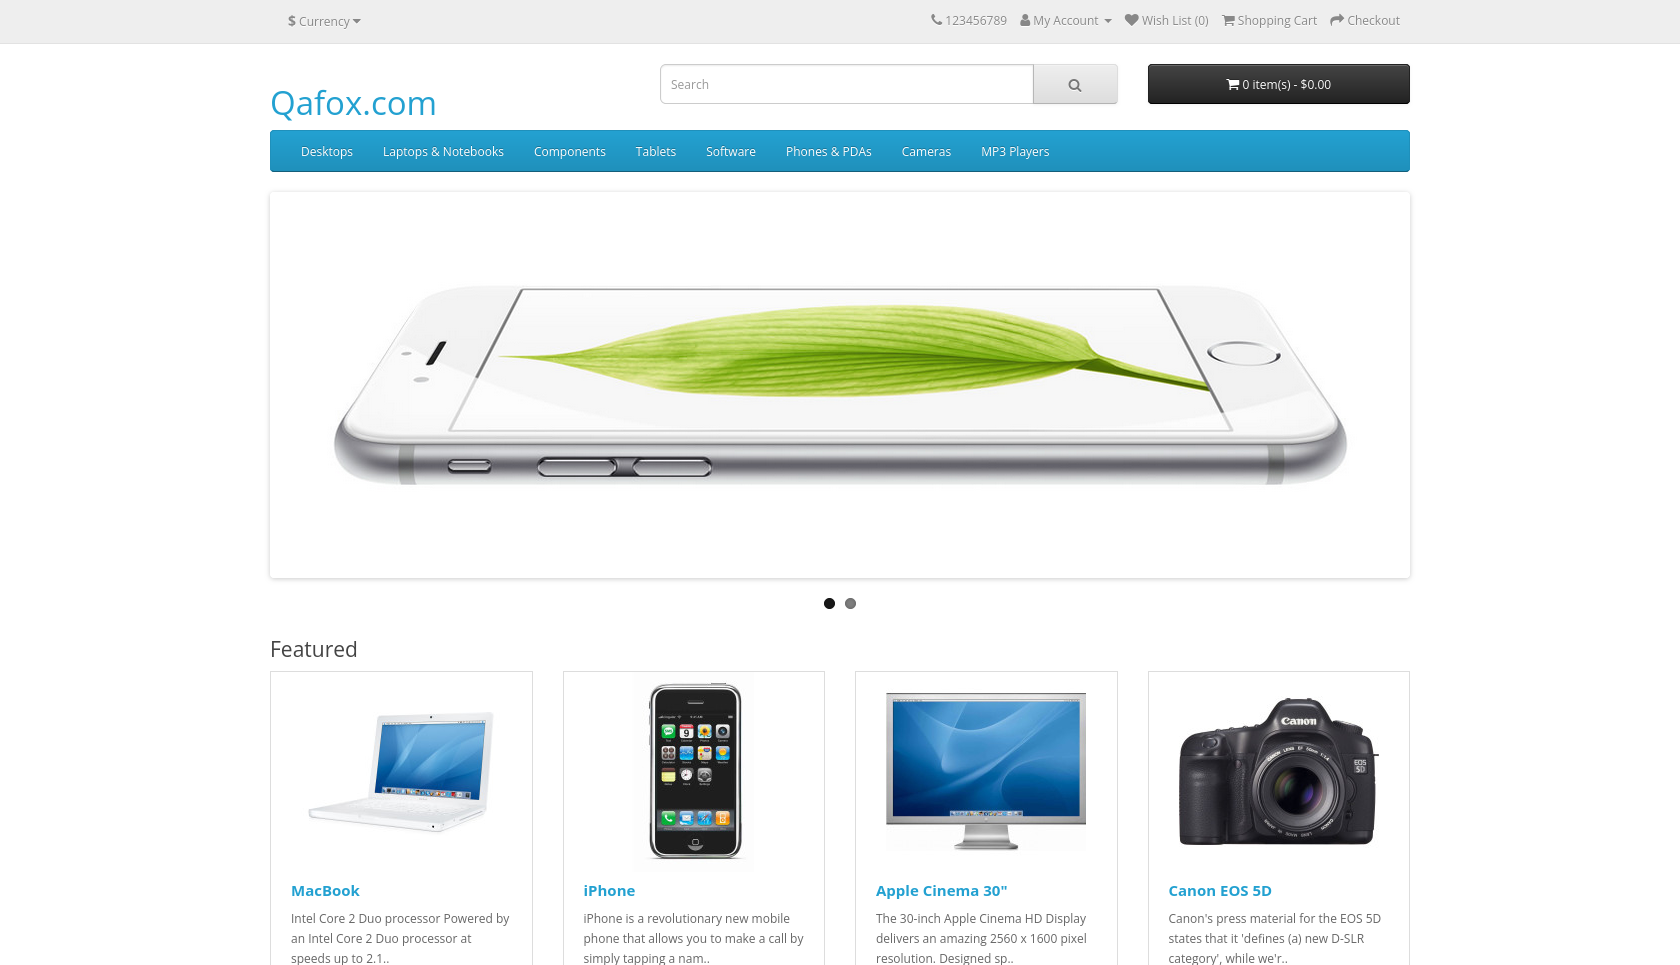 $ Currency
123456789 My Account Wish List (0) Shopping Cart Checkout
Qafox.com
Search
0 item(s) - $0.00
Desktops Laptops & Notebooks Components Tablets Software Phones & PDAs Cameras MP3 Players
Featured
Canon
EOS
5D
MacBook
Intel Core 2 Duo processor Powered by
an Intel Core 2 Duo processor at
speeds up to 2.1..
iPhone
iPhone is a revolutionary new mobile
phone that allows you to make a call by
simply tapping a nam..
Apple Cinema 30"
The 30-inch Apple Cinema HD Display
delivers an amazing 2560 x 1600 pixel
resolution. Designed sp..
Canon EOS 5D
Canon's press material for the EOS 5D
states that it 'defines (a) new D-SLR
category', while we'r..